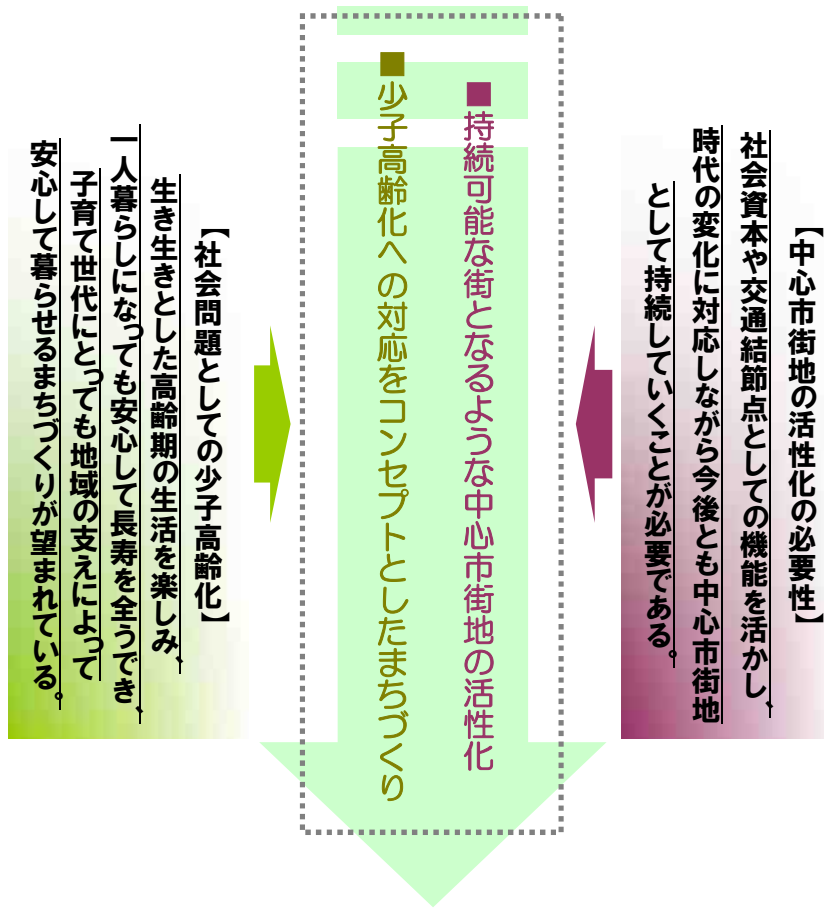 【中心市街地の活性化の必要性】
社会資本や交通結節点としての機能を活かし、
時代の変化に対応しながら今後とも中心市街地
として持続していくことが必要である。
■持続可能な街となるような中心市街地の活性化
■少子高齢化への対応をコンセプトとしたまちづくり
【社会問題としての少子高齢化】
生き生きとした高齢期の生活を楽しみ、
一人暮らしになっても安心して長寿を全うでき、
子育て世代にとっても地域の支えによって
安心して暮らせるまちづくりが望まれている。